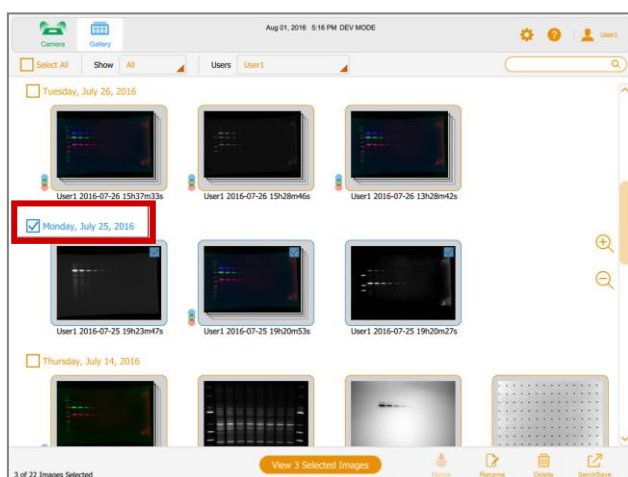 Aug 01, 2016 5:16 PM DEV MODE
Camera Gallery User1
Select All Show All Users User1
Tuesday, July 26, 2016
User1 2016-07-26 15h37m33s User1 2016-07-26 15h28m46s User1 2016-07-26 13h28m42s
Monday, July 25, 2016
User1 2016-07-25 19h23m47s User1 2016-07-25 19h20m53s User1 2016-07-25 19h20m27s
Thursday, July 14, 2016
View 3 Selected Images
3 of 22 Images Selected Merge Rename Delete Send/Save